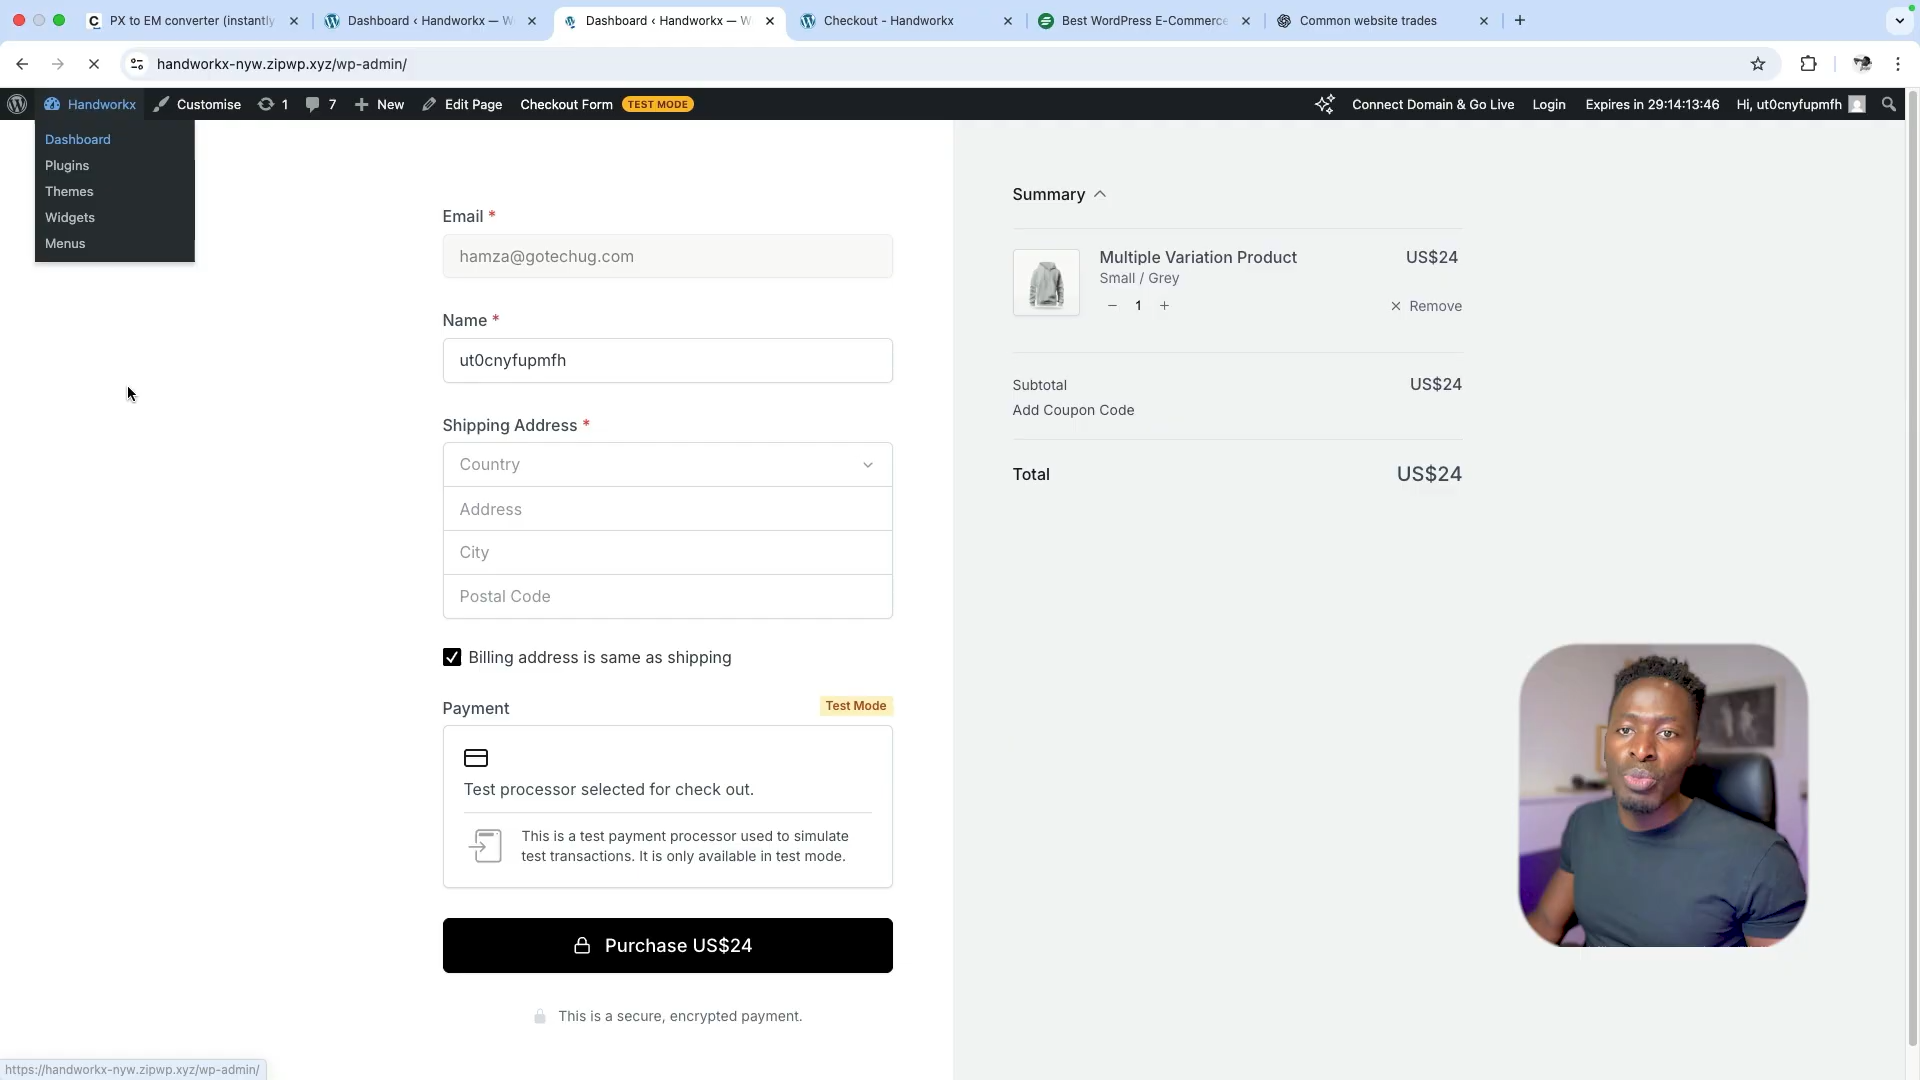 PX to EM converter (instantly
Dashboard ‹ Handworkx — W
Dashboard ‹ Handworkx — W
Checkout - Handworkx
Best WordPress E-Commerce
Common website trades
handworkx-nyw.zipwp.xyz/wp-admin/
Handworkx
Customise
1
7
New
Edit Page
Checkout Form
TEST MODE
Connect Domain & Go Live
Login
Expires in 29:14:13:46
Hi, ut0cnyfupmfh
Dashboard
Plugins
Themes
Widgets
Menus
Email *
hamza@gotechug.com
Name *
ut0cnyfupmfh
Shipping Address *
Country
Address
City
Postal Code
Billing address is same as shipping
Payment
Test Mode
Test processor selected for check out.
This is a test payment processor used to simulate
test transactions. It is only available in test mode.
Purchase US$24
This is a secure, encrypted payment.
Summary
Multiple Variation Product
US$24
Small / Grey
− 1 +
Remove
Subtotal
US$24
Add Coupon Code
Total
US$24
https://handworkx-nyw.zipwp.xyz/wp-admin/